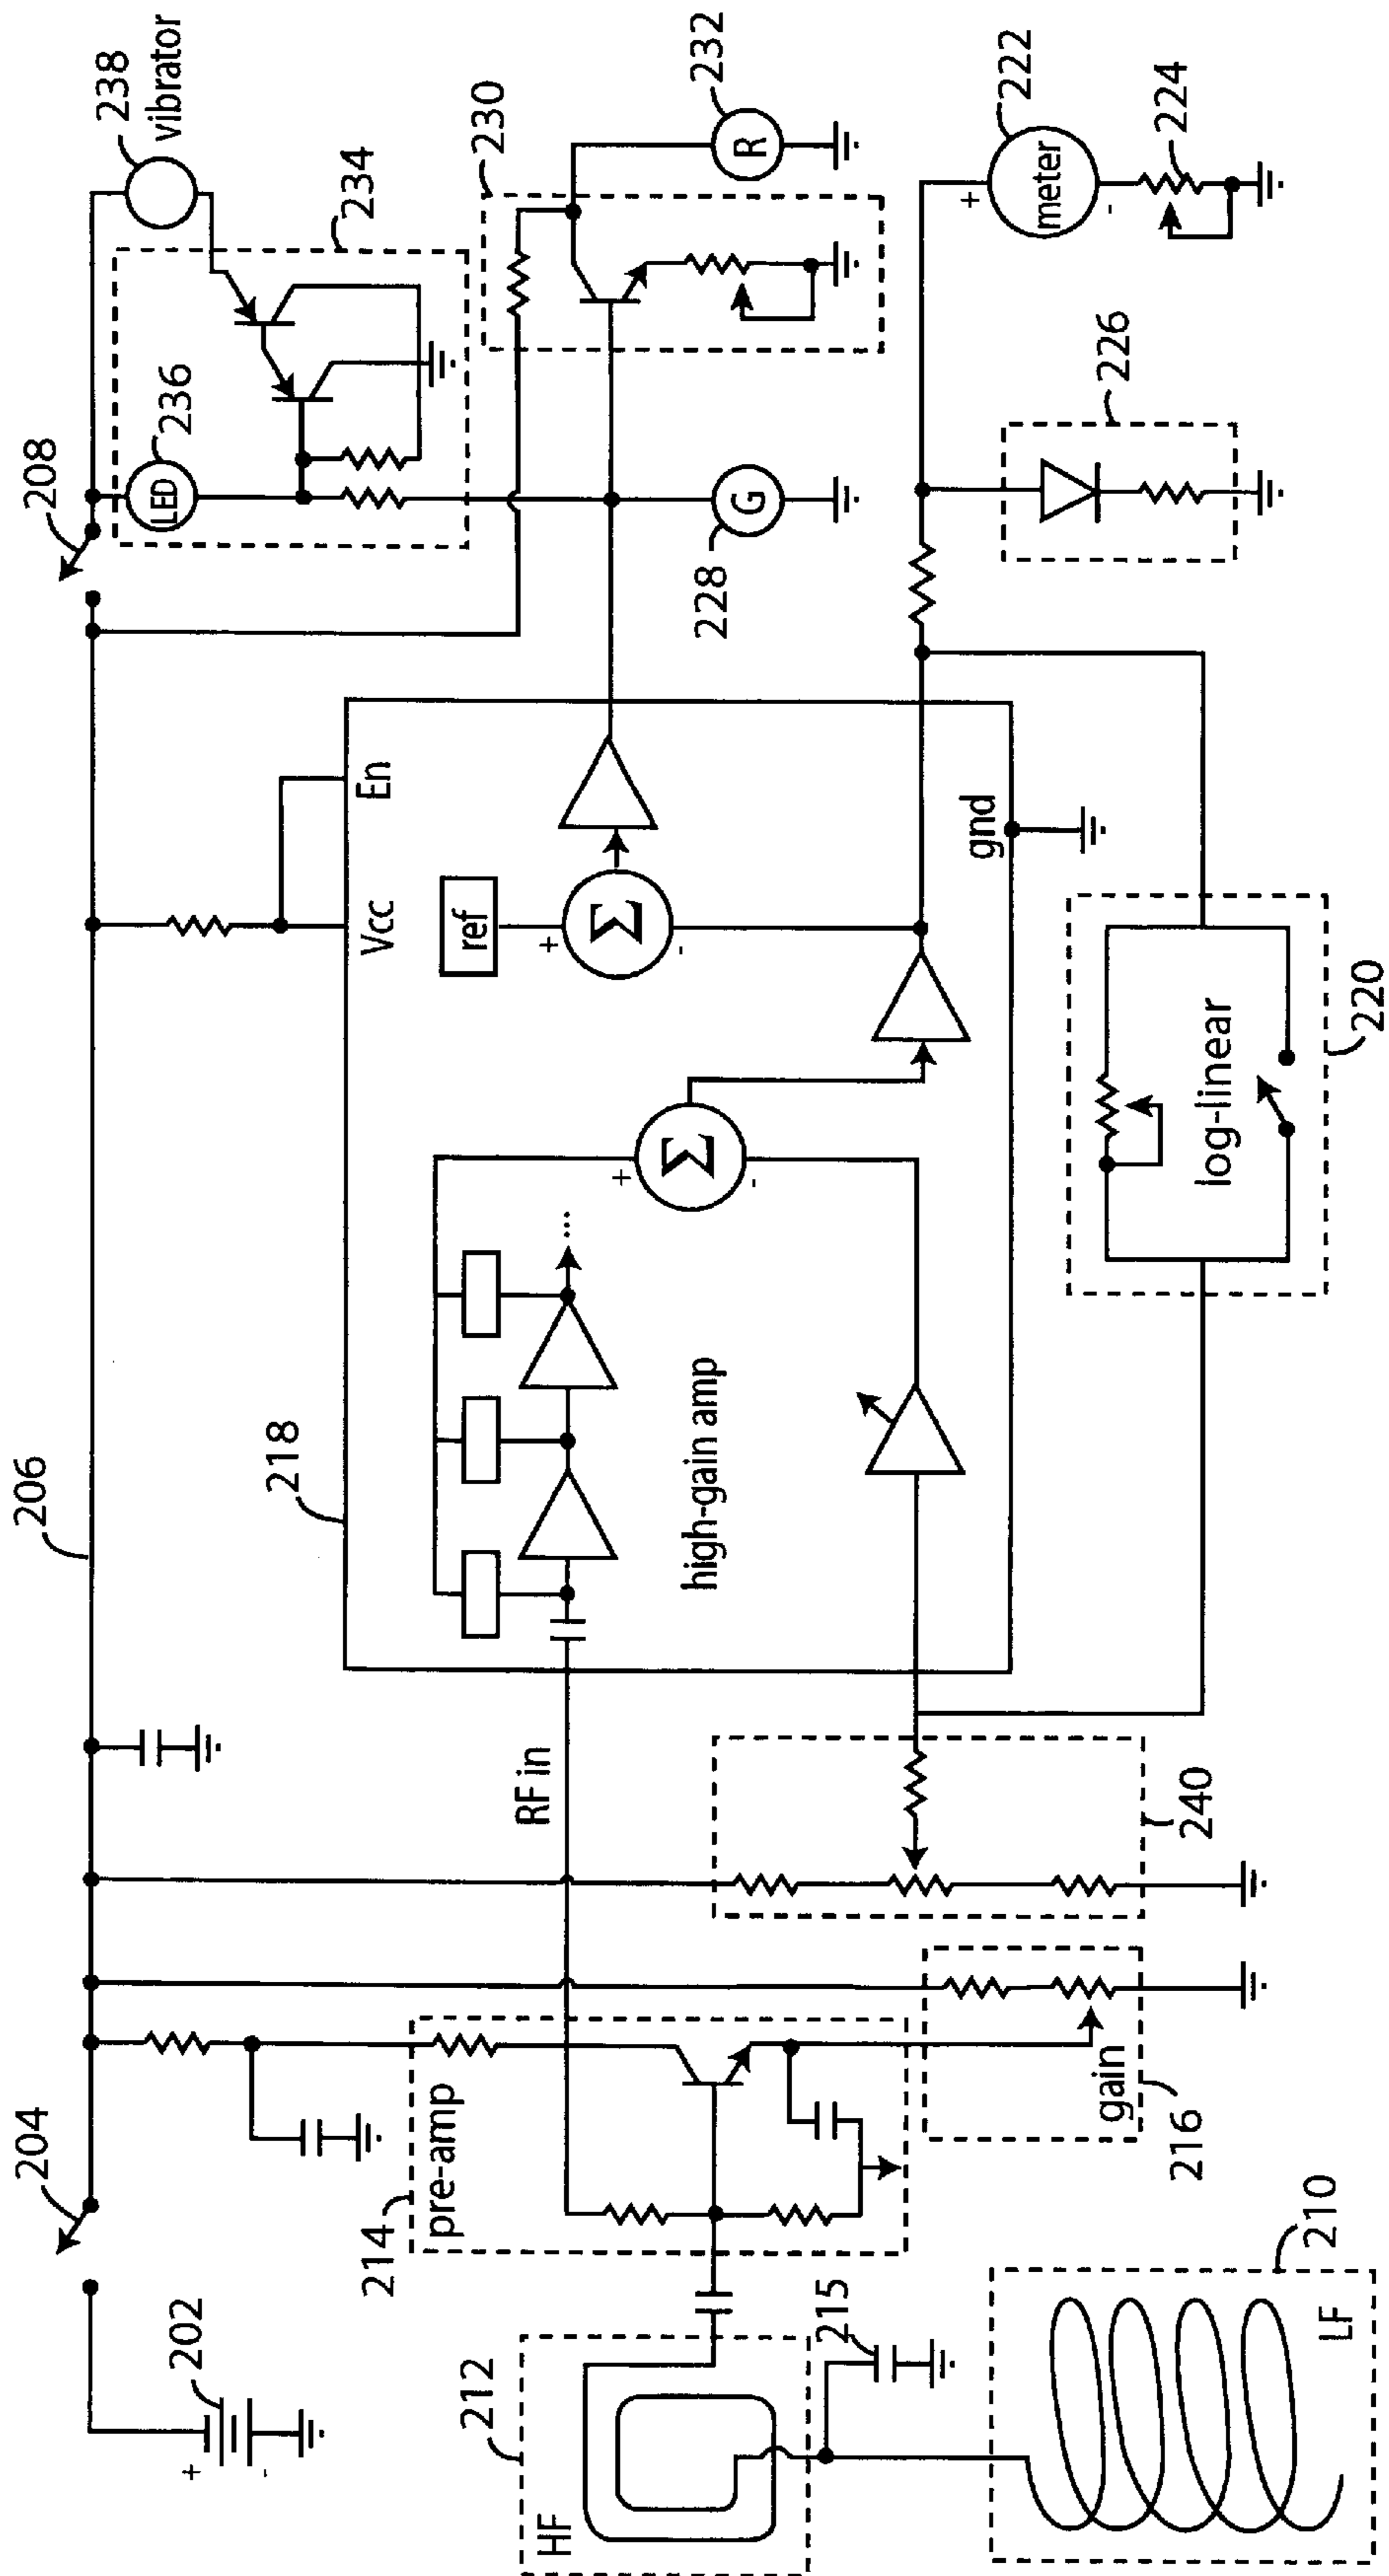 204
206
208
238
vibrator
202
+
-
214
pre-amp
218
Vcc
En
236
LED
234
230
232
R
212
HF
215
216
gain
RF in
high-gain amp
+
Σ
-
ref
+
Σ
-
gnd
228
G
226
222
meter
+
-
224
210
LF
240
log-linear
220